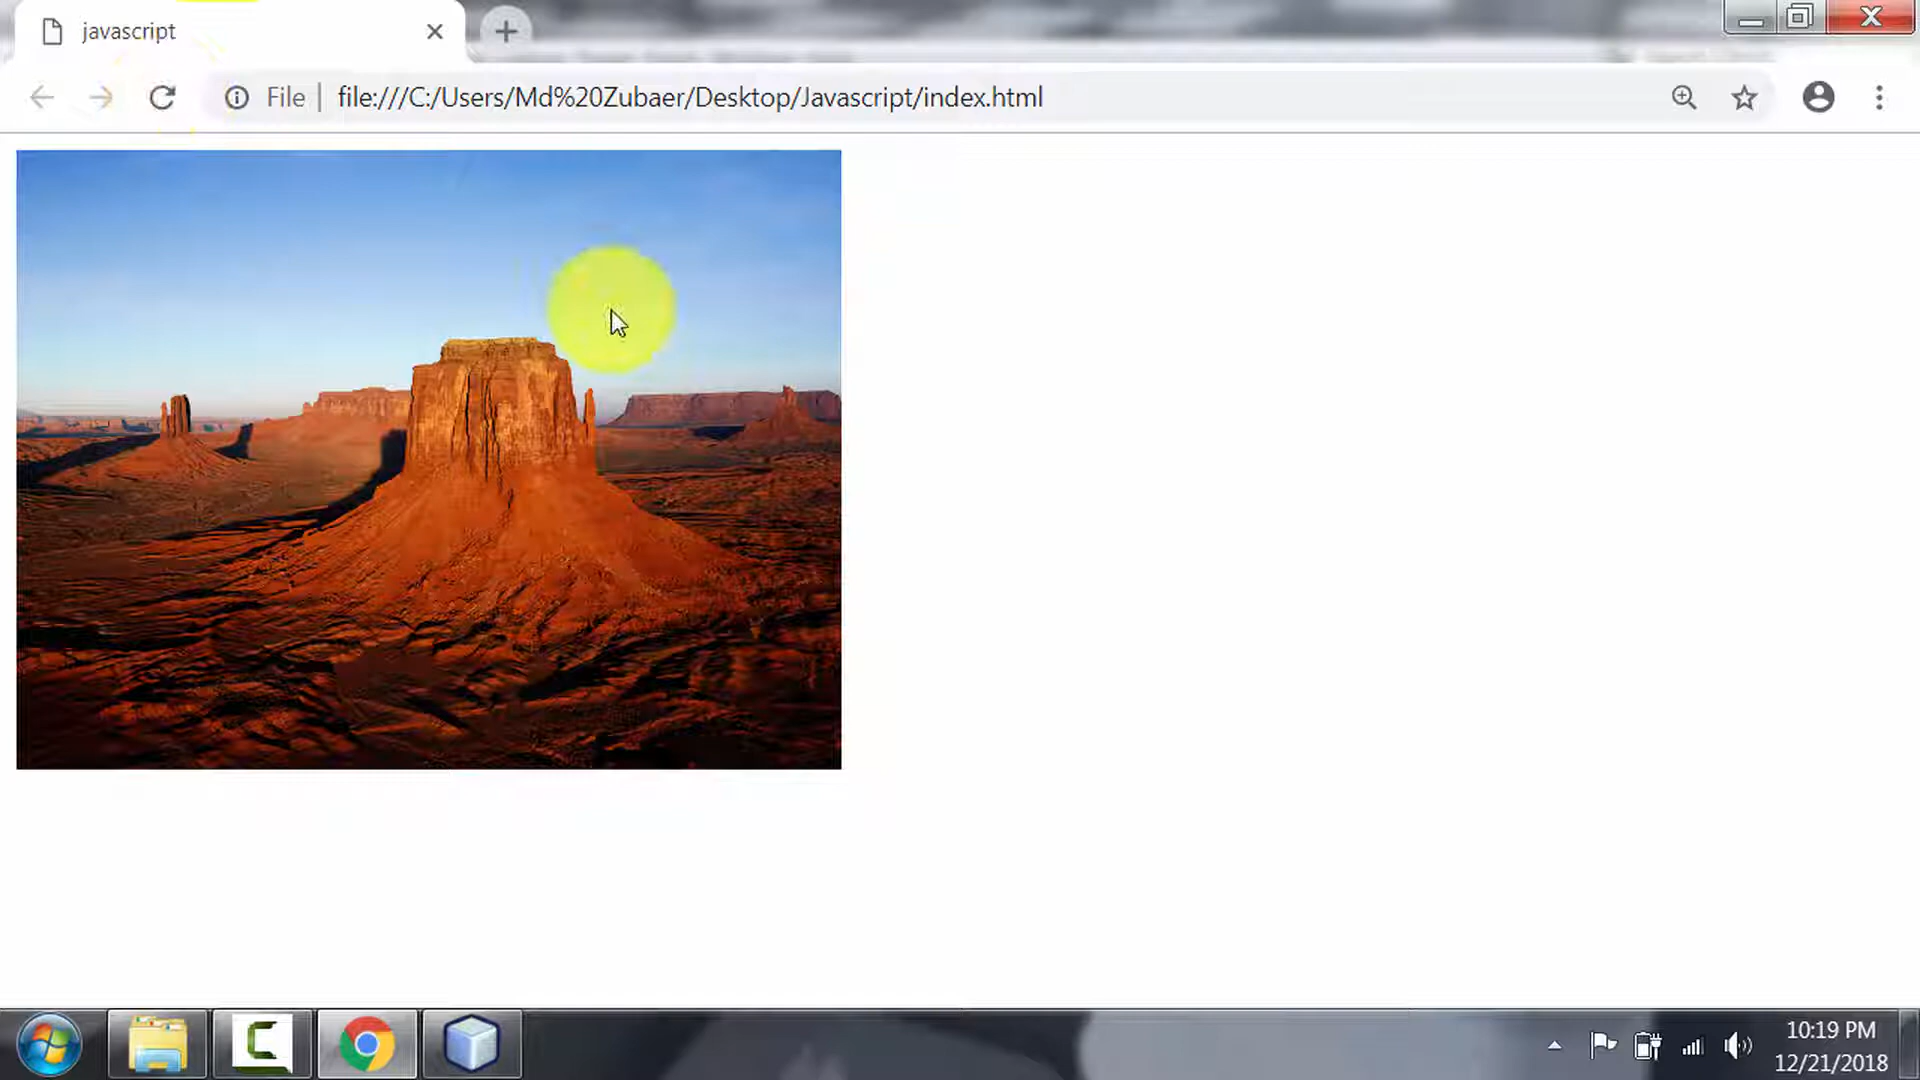 javascript
File | file:///C:/Users/Md%20Zubaer/Desktop/Javascript/index.html
10:19 PM
12/21/2018